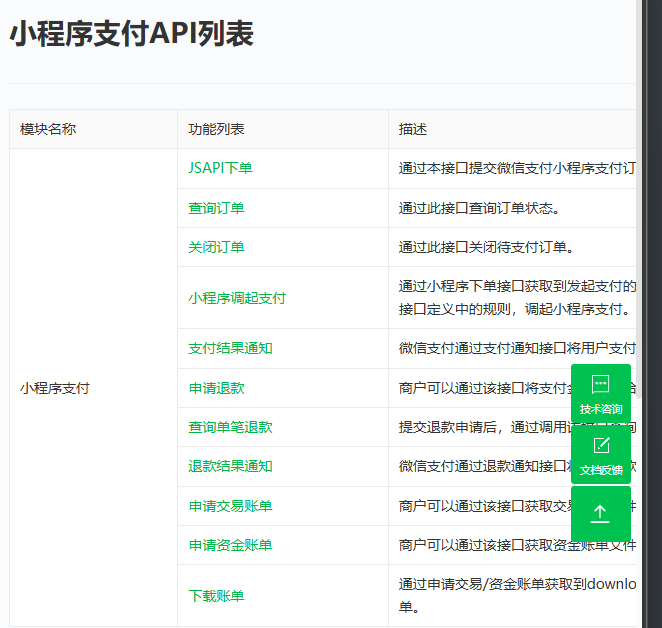 小程序支付API列表
模块名称 功能列表 描述
JSAPI下单 通过本接口提交微信支付小程序支付订
查询订单 通过此接口查询订单状态。
关闭订单 通过此接口关闭待支付订单。
小程序调起支付 通过小程序下单接口获取到发起支付的
接口定义中的规则，调起小程序支付。
支付结果通知 微信支付通过支付通知接口将用户支付
小程序支付 申请退款 商户可以通过该接口将支付金
查询单笔退款 提交退款申请后，通过调用该
退款结果通知 微信支付通过退款通知接口
申请交易账单 商户可以通过该接口获取交
申请资金账单 商户可以通过该接口获取资金账单文件
下载账单 通过申请交易/资金账单获取到downlo
单。
技术咨询
文档反馈